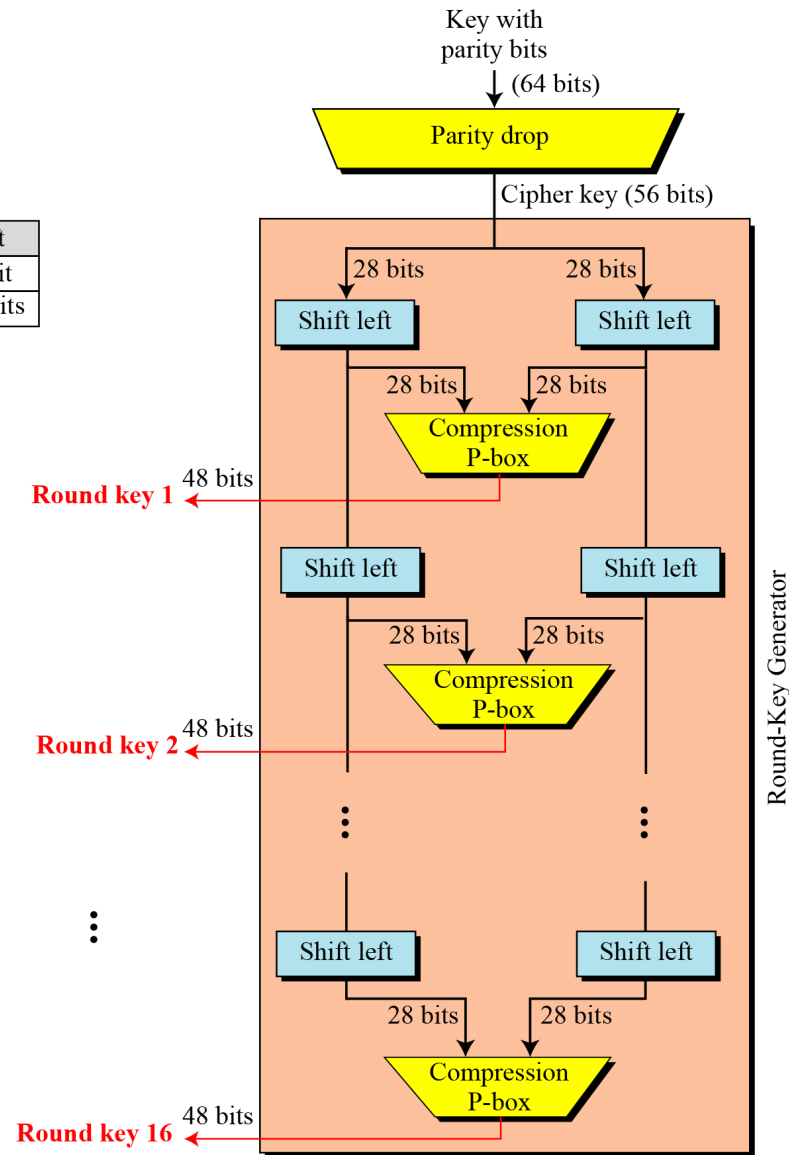 Key with
parity bits
(64 bits)
Parity drop
Cipher key (56 bits)
28 bits
28 bits
Shift left
Shift left
28 bits
28 bits
Compression
P-box
48 bits
Round key 1
Shift left
Shift left
28 bits
28 bits
Compression
P-box
48 bits
Round key 2
Round-Key Generator
Shift left
Shift left
28 bits
28 bits
Compression
P-box
48 bits
Round key 16